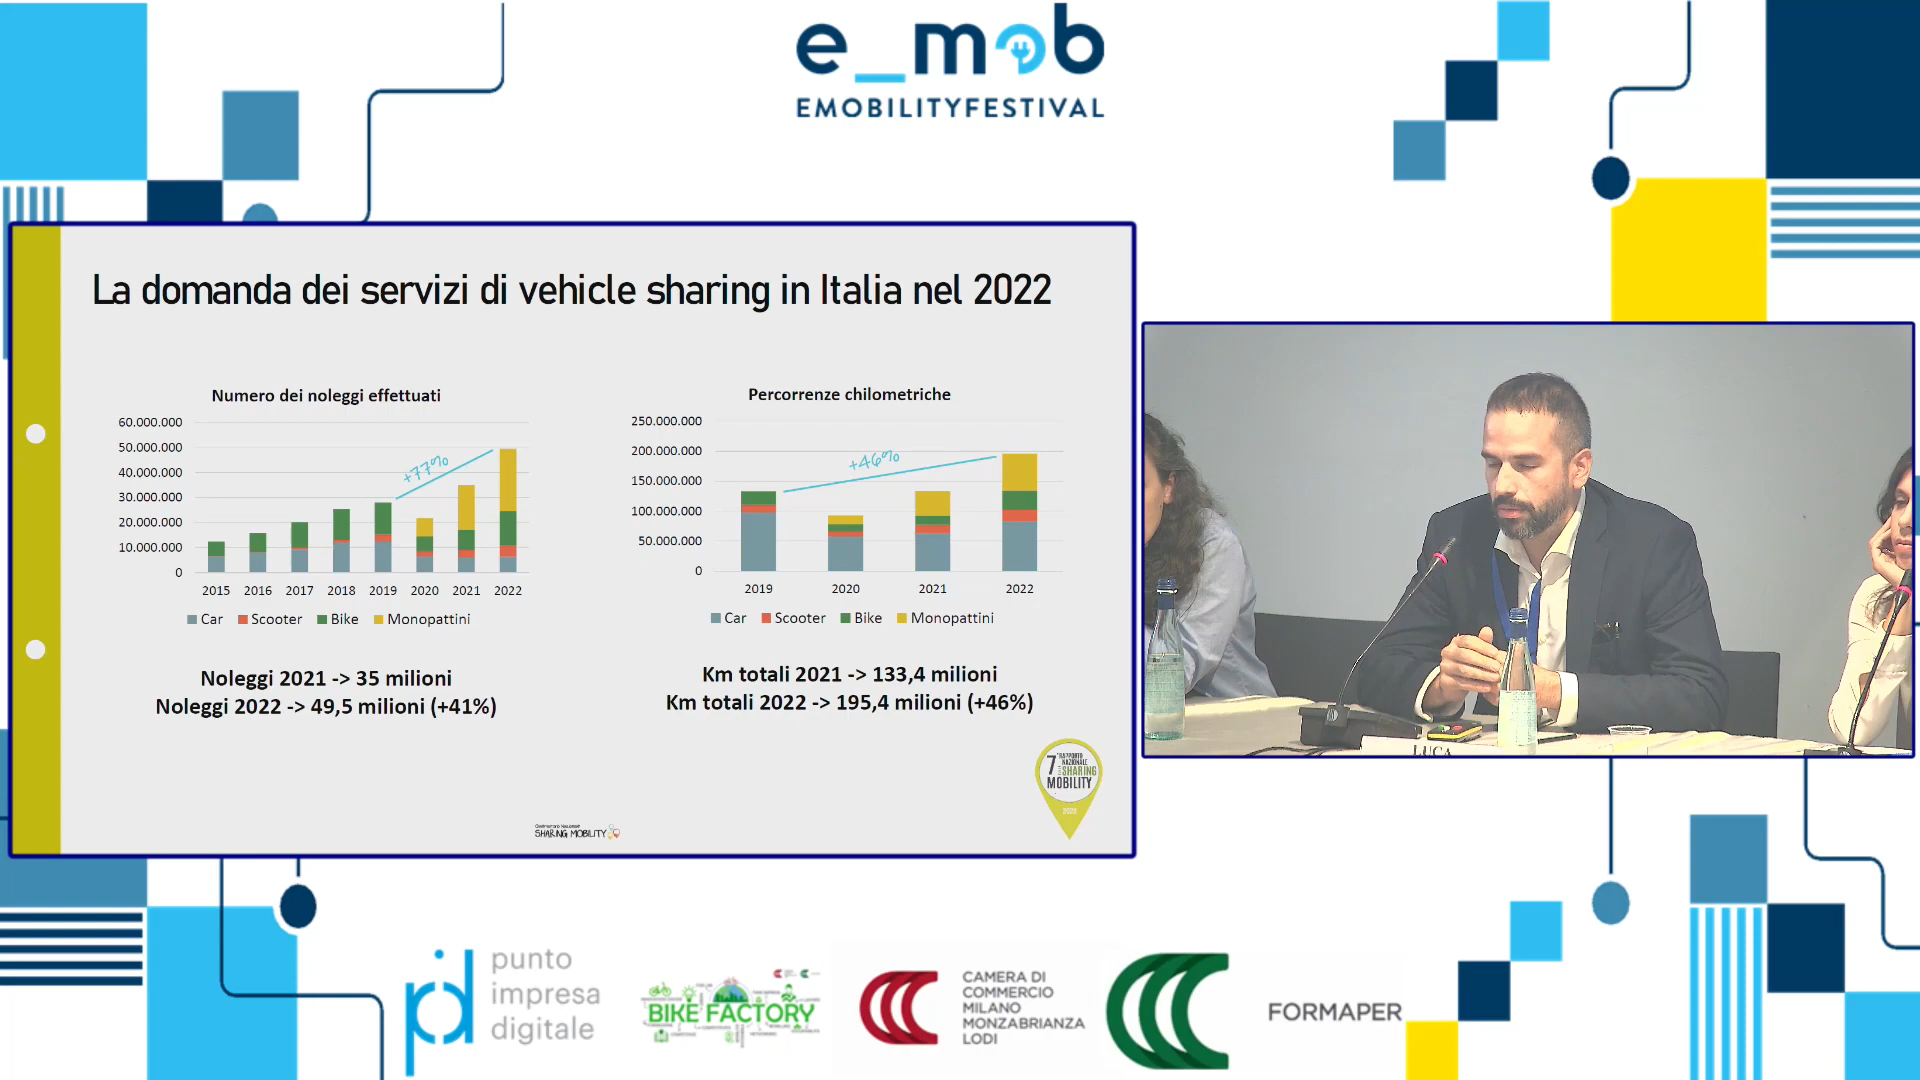 e_mob
EMOBILITYFESTIVAL
La domanda dei servizi di vehicle sharing in Italia nel 2022
Numero dei noleggi effettuati
60.000.000
50.000.000
40.000.000
30.000.000
20.000.000
10.000.000
0
+77%
2015 2016 2017 2018 2019 2020 2021 2022
Car Scooter Bike Monopattini
Noleggi 2021 -> 35 milioni
Noleggi 2022 -> 49,5 milioni (+41%)
Percorrenze chilometriche
250.000.000
200.000.000
150.000.000
100.000.000
50.000.000
0
+46%
2019 2020 2021 2022
Car Scooter Bike Monopattini
Km totali 2021 -> 133,4 milioni
Km totali 2022 -> 195,4 milioni (+46%)
7° RAPPORTO
NAZIONALE
SHARING
MOBILITY
SHARING MOBILITY
LUCA
punto
impresa
digitale
BIKE FACTORY
CAMERA DI
COMMERCIO
MILANO
MONZABRIANZA
LODI
FORMAPER